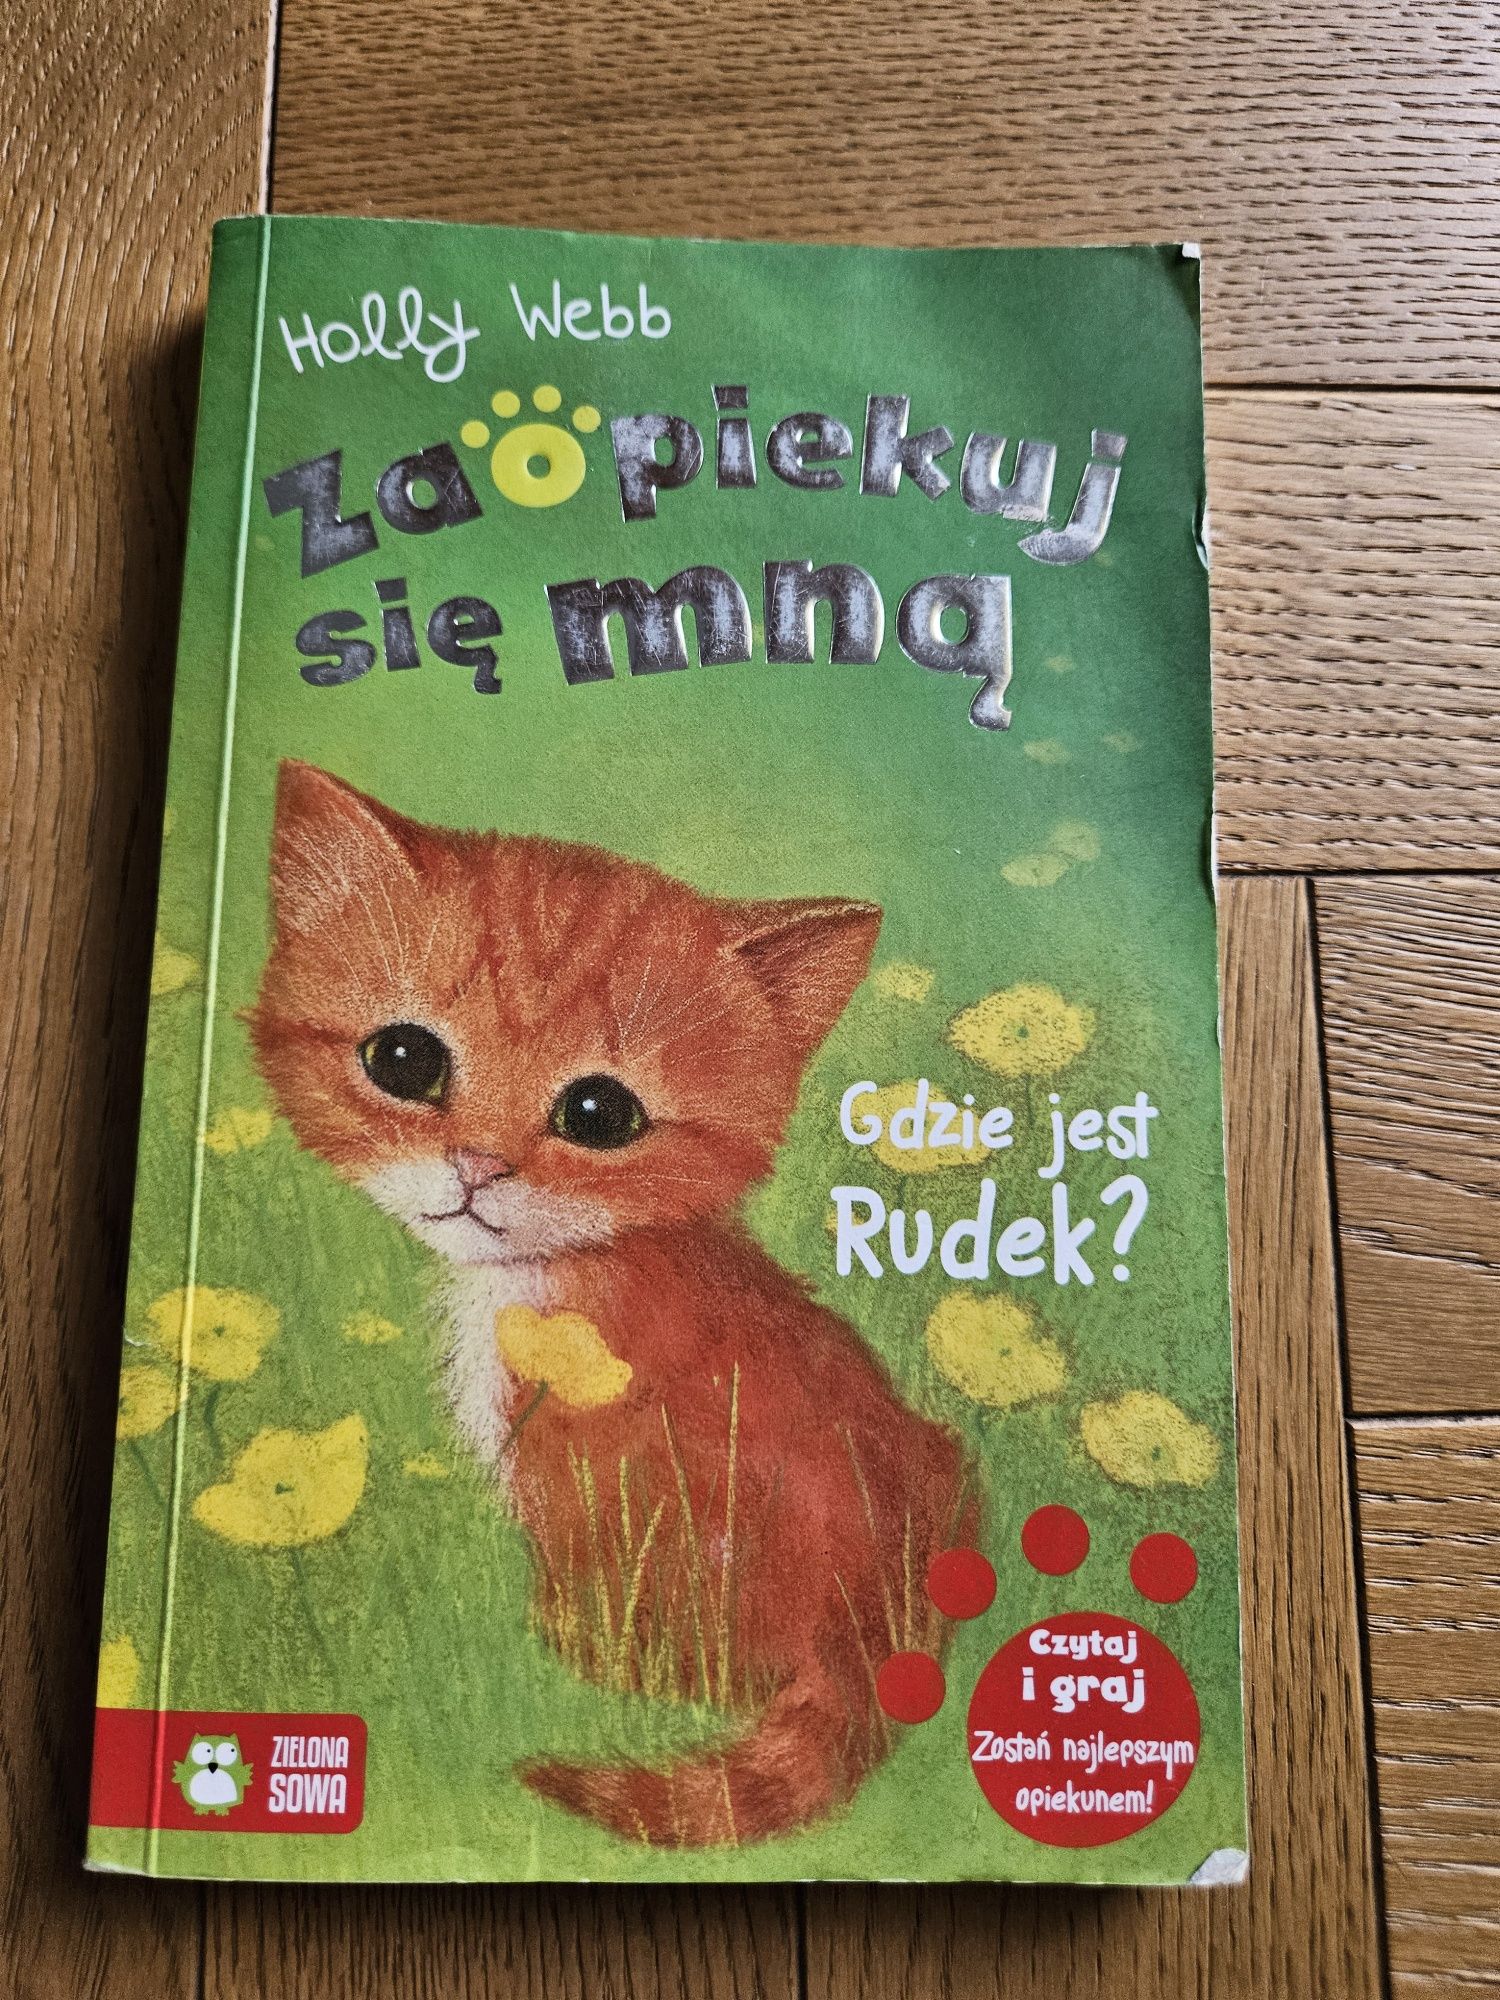 Holly Webb
Zaopiekuj
się mną
Gdzie jest
Rudek?
Czytaj
i graj
Zostań najlepszym
opiekunem!
ZIELONA
SOWA